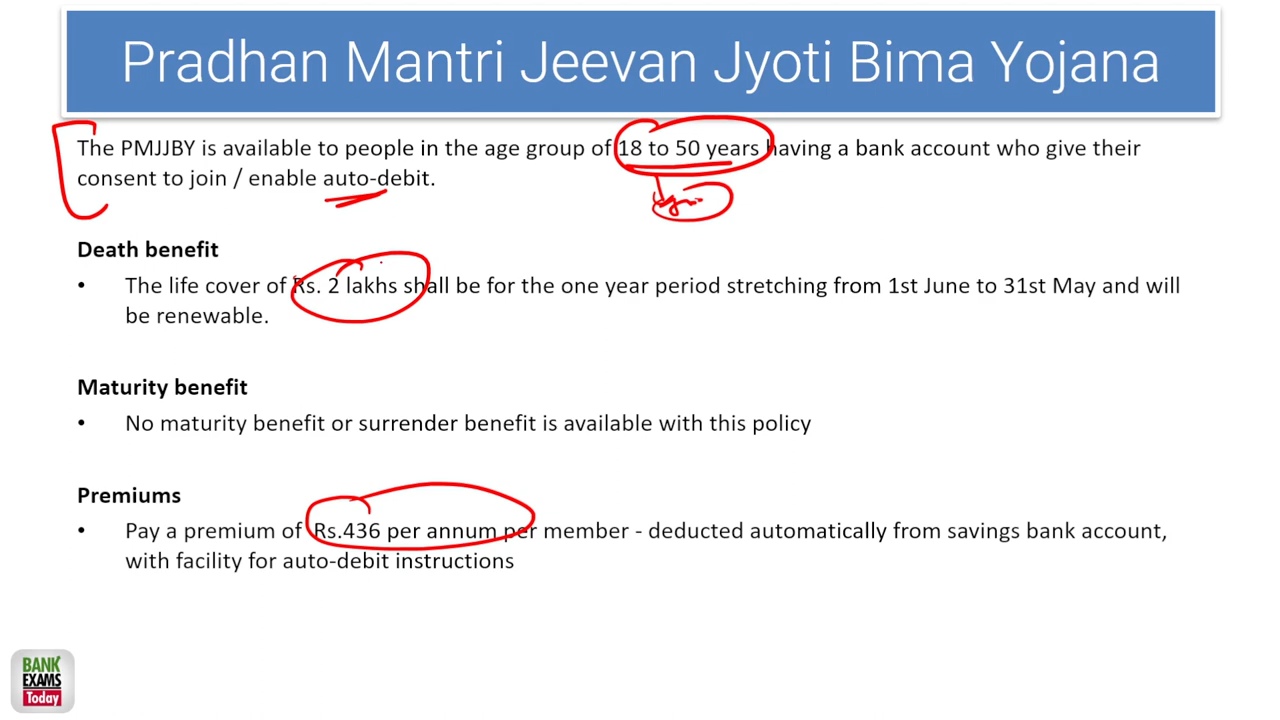 Pradhan Mantri Jeevan Jyoti Bima Yojana
The PMJJBY is available to people in the age group of 18 to 50 years having a bank account who give their
consent to join / enable auto-debit.
Death benefit
• The life cover of Rs. 2 lakhs shall be for the one year period stretching from 1st June to 31st May and will
be renewable.
Maturity benefit
• No maturity benefit or surrender benefit is available with this policy
Premiums
• Pay a premium of Rs.436 per annum per member - deducted automatically from savings bank account,
with facility for auto-debit instructions
BANK
EXAMS
Today